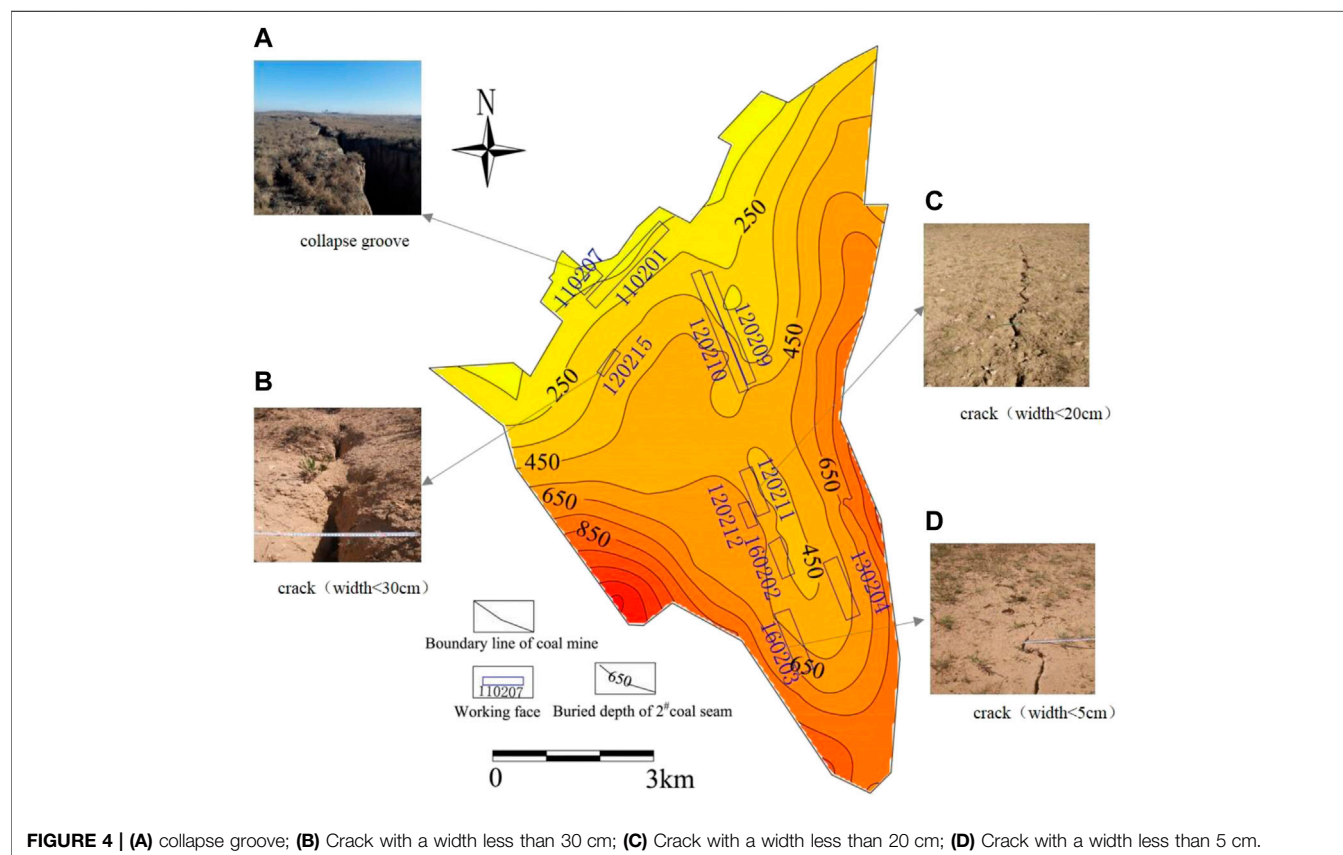 A
N
collapse groove
250
C
110207
110201
120209
120210
450
120215
B
250
crack（width<20cm）
450
650
850
650
120211
120212
160202
450
130204
D
crack（width<30cm）
160203
650
Boundary line of coal mine
650
110207
Working face
Buried depth of 2#coal seam
crack（width<5cm）
0
3km
FIGURE 4 | (A) collapse groove; (B) Crack with a width less than 30 cm; (C) Crack with a width less than 20 cm; (D) Crack with a width less than 5 cm.